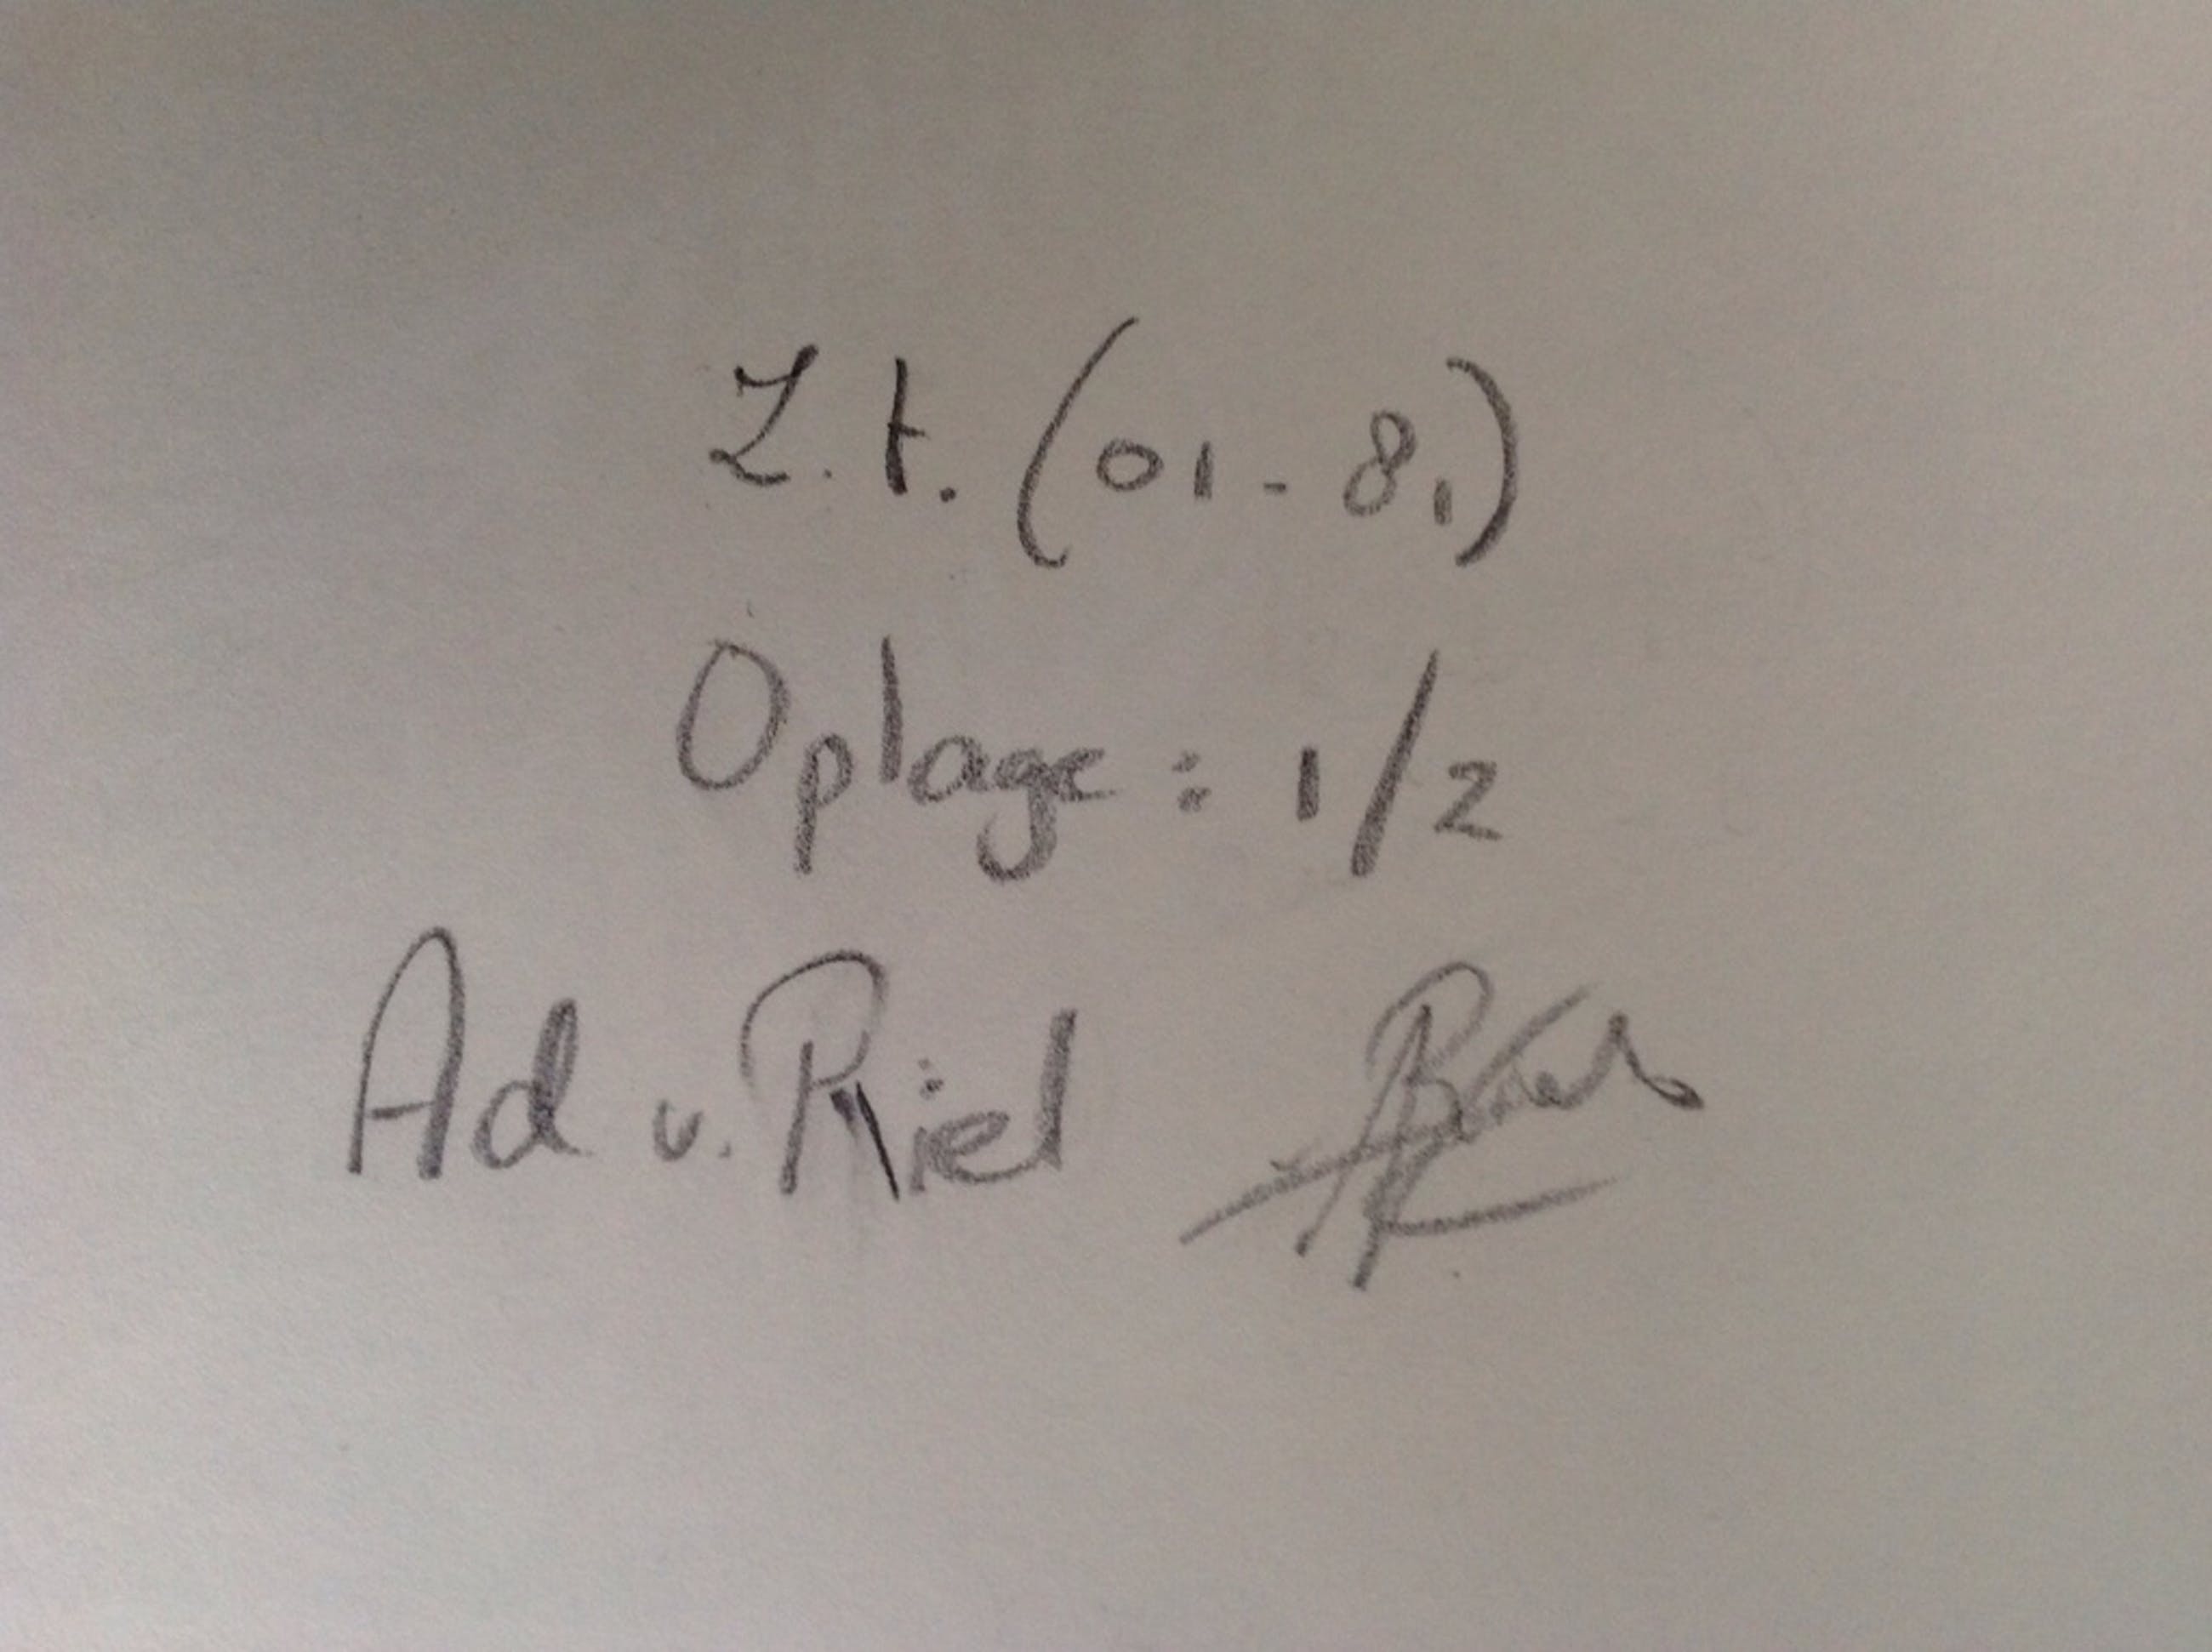 Z.t. (01-81)
Oplage: 1/2
Ad v. Riel